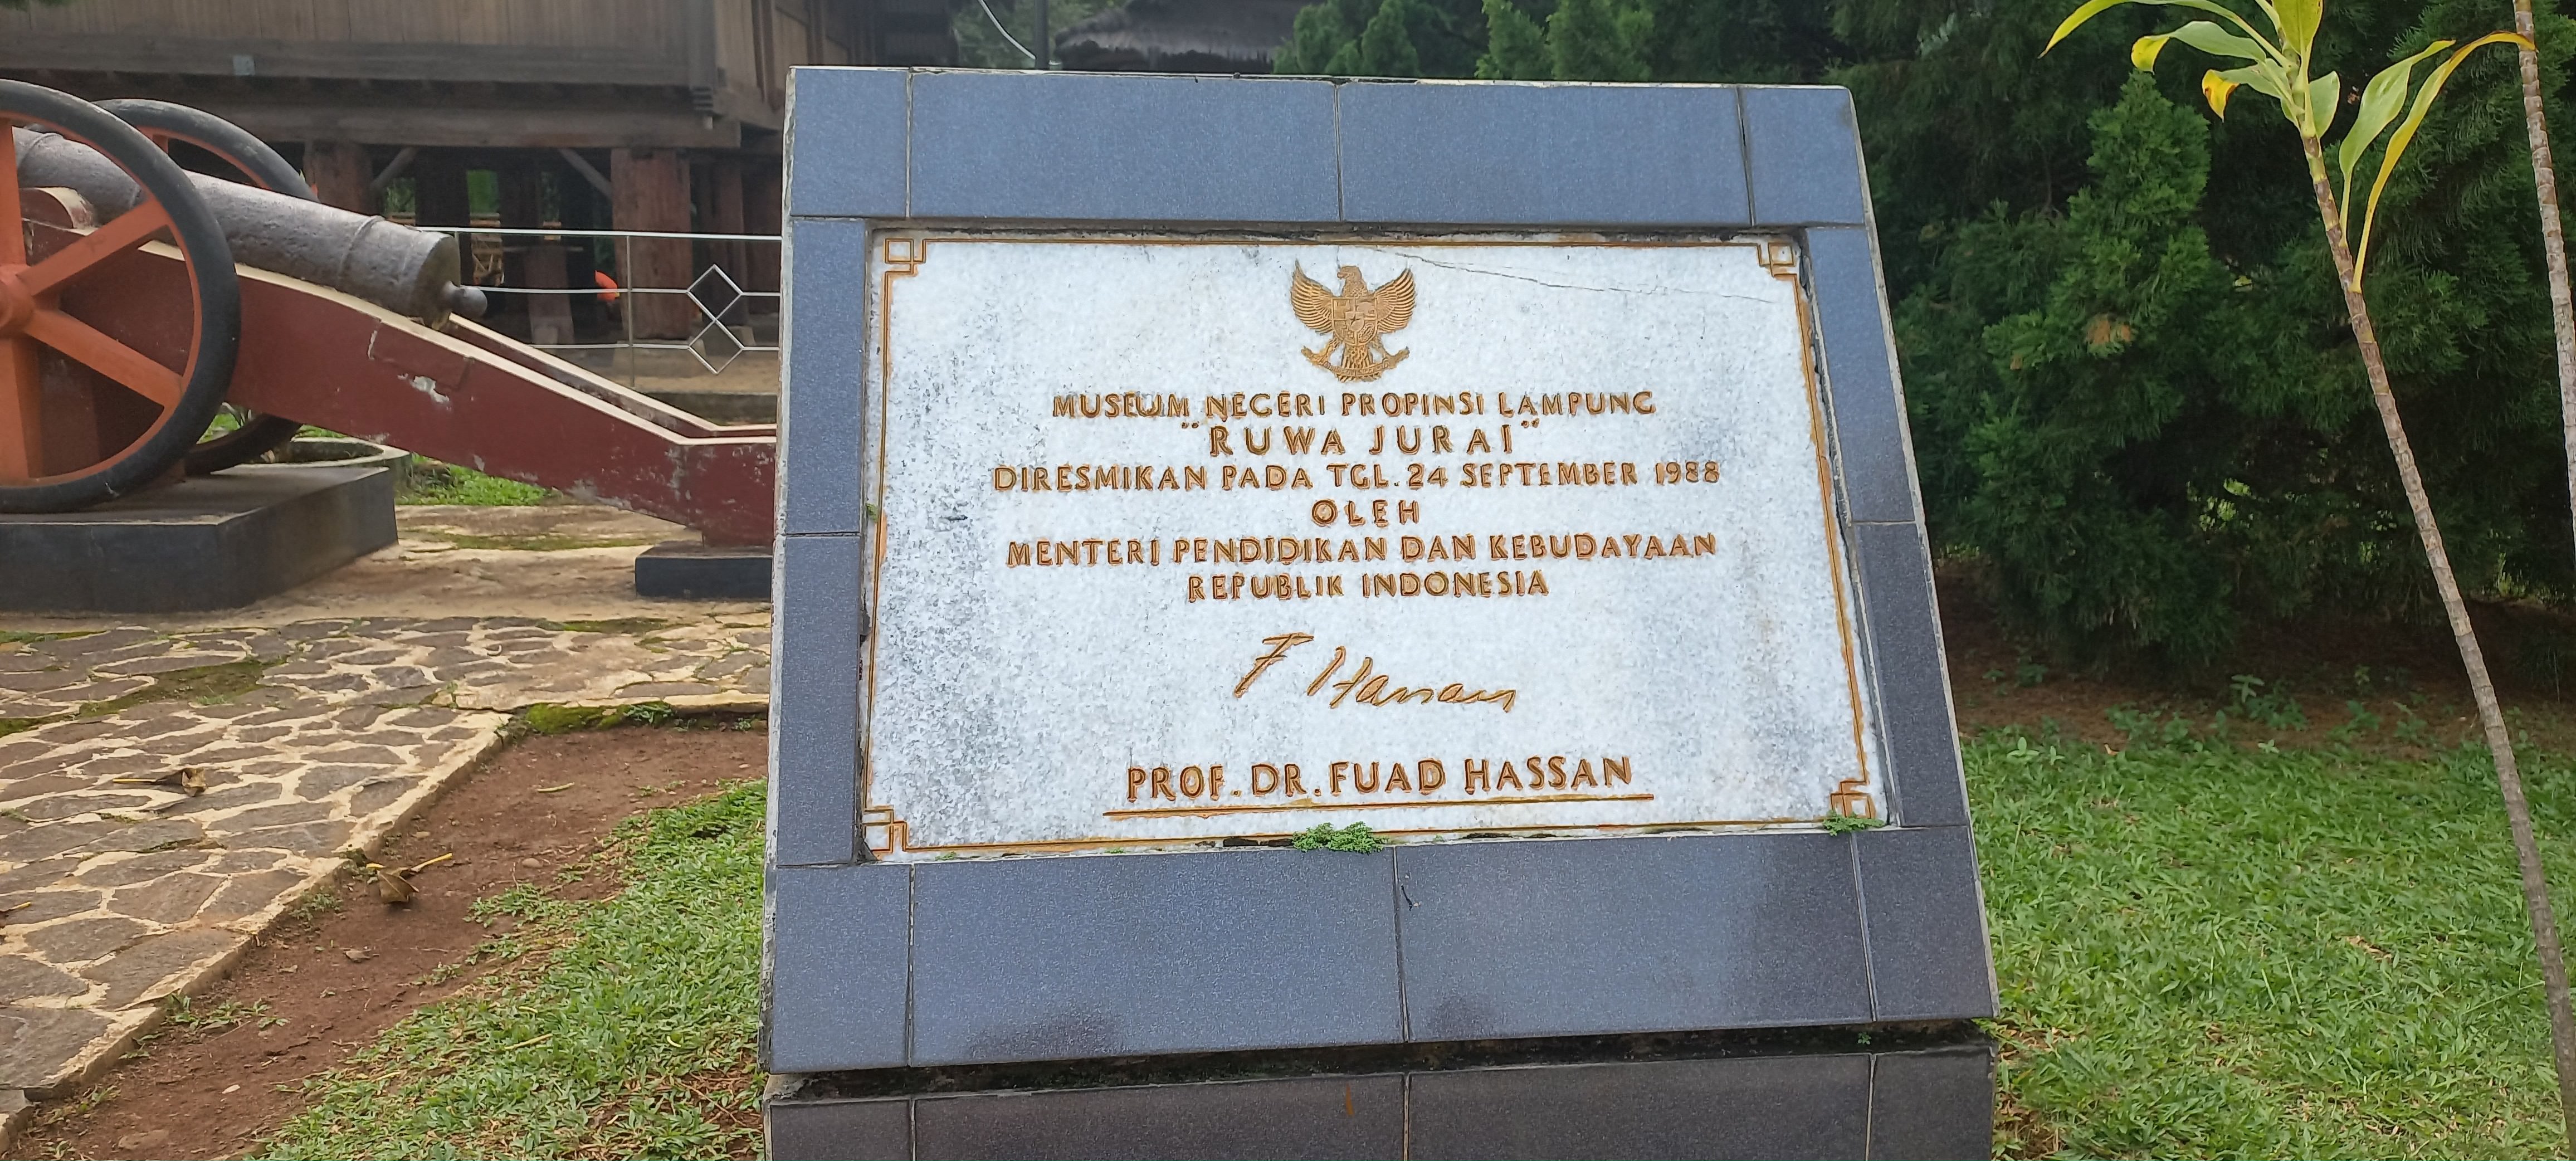 MUSEUM NEGERI PROPINSI LAMPUNG
"RUWA JURAI"
DIRESMIKAN PADA TGL. 24 SEPTEMBER 1988
OLEH
MENTERI PENDIDIKAN DAN KEBUDAYAAN
REPUBLIK INDONESIA
F Hassan
PROF. DR. FUAD HASSAN